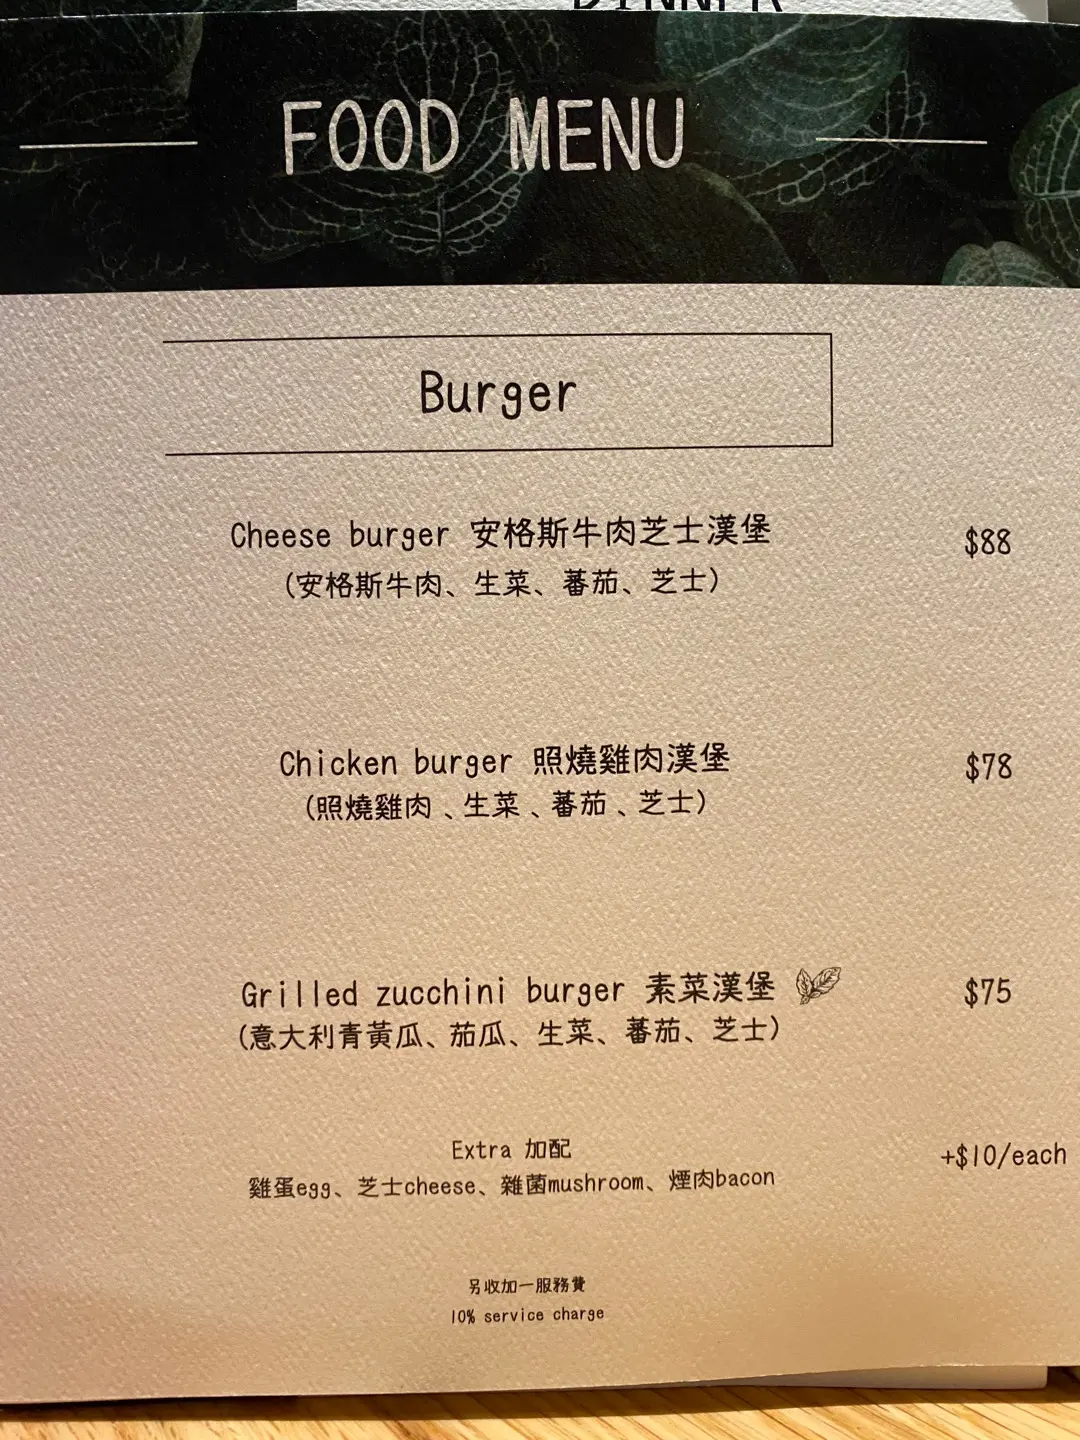 DINNER
FOOD MENU
Burger
Cheese burger 安格斯牛肉芝士漢堡 $88
(安格斯牛肉、生菜、蕃茄、芝士)
Chicken burger 照燒雞肉漢堡 $78
(照燒雞肉、生菜、蕃茄、芝士)
Grilled zucchini burger 素菜漢堡 $75
(意大利青黃瓜、茄瓜、生菜、蕃茄、芝士)
Extra 加配 +$10/each
雞蛋egg、芝士cheese、雜菌mushroom、煙肉bacon
另收加一服務費
10% service charge